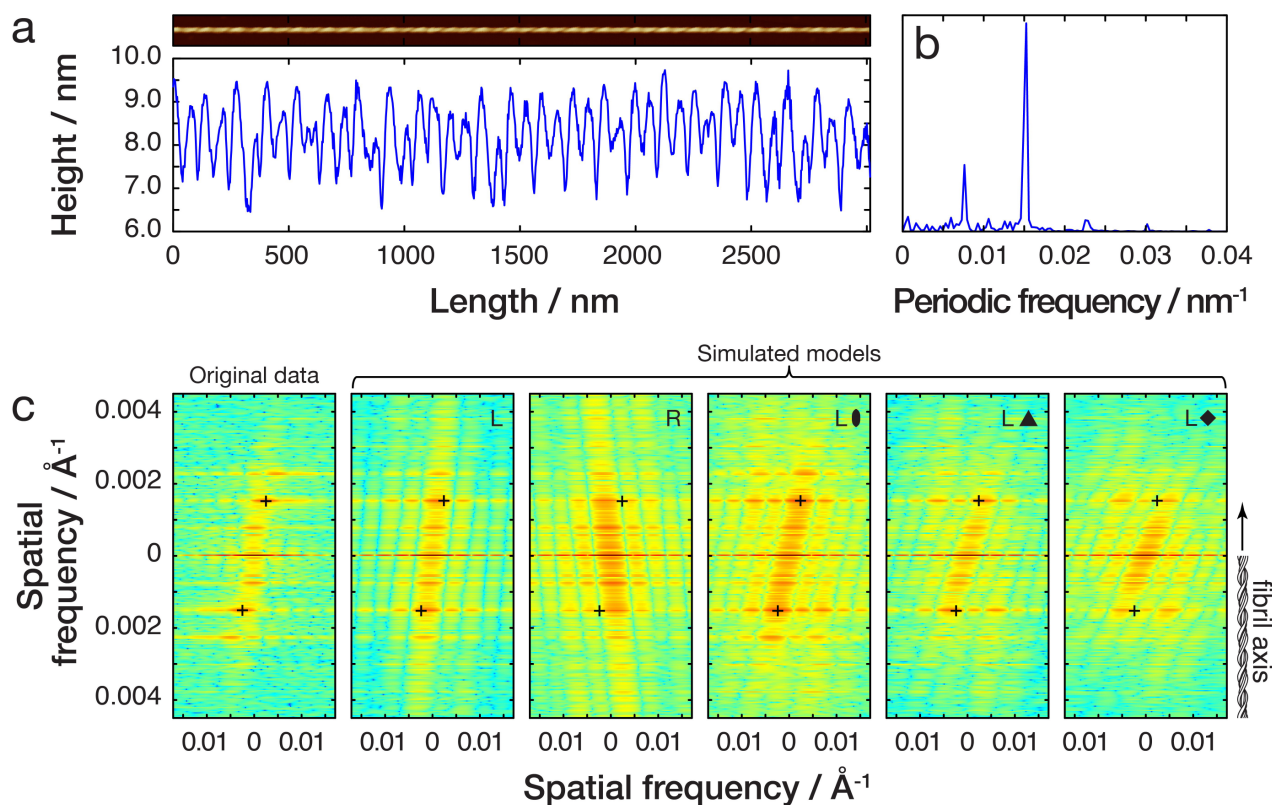 a
Height / nm
10.0
9.0
8.0
7.0
6.0
0 500 1000 1500 2000 2500
Length / nm
b
0 0.01 0.02 0.03 0.04
Periodic frequency / nm-1
Simulated models
Original data
c
L R L L L
Spatial
frequency / Å-1
0.004
0.002
0
0.002
0.004
fibril axis
0.01 0 0.01 0.01 0 0.01 0.01 0 0.01 0.01 0 0.01 0.01 0 0.01 0.01 0 0.01
Spatial frequency / Å-1